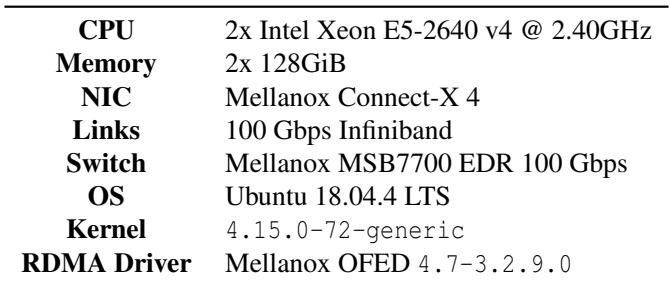 CPU 2x Intel Xeon E5-2640 v4 @ 2.40GHz
Memory 2x 128GiB
NIC Mellanox Connect-X 4
Links 100 Gbps Infiniband
Switch Mellanox MSB7700 EDR 100 Gbps
OS Ubuntu 18.04.4 LTS
Kernel 4.15.0-72-generic
RDMA Driver Mellanox OFED 4.7-3.2.9.0